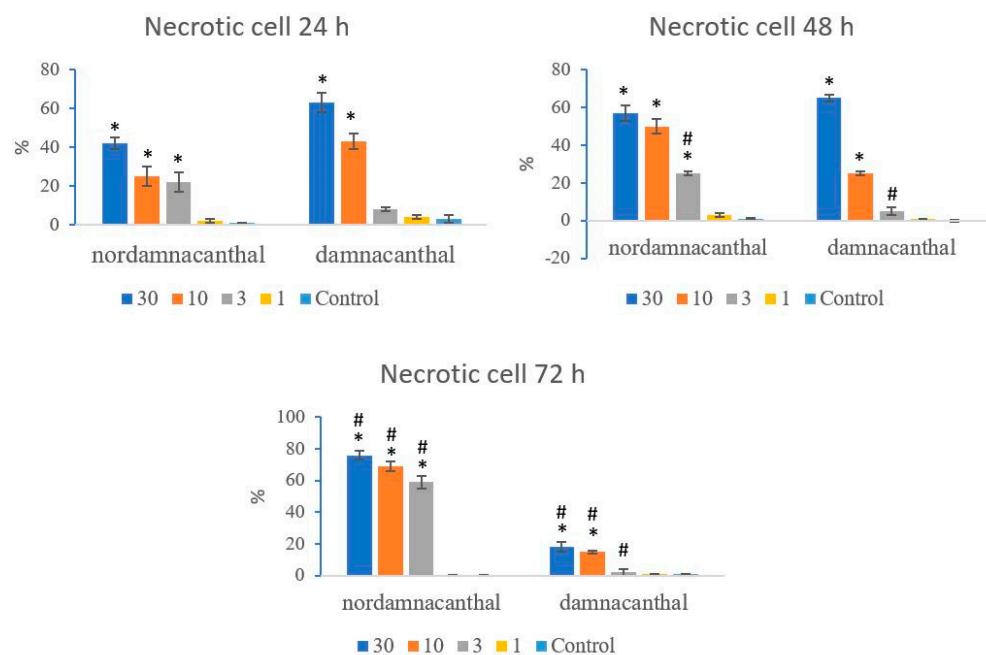 Necrotic cell 24 h
80
60
40
20
0
%
* * * * *
nordamnacanthal damnacanthal
30 10 3 1 Control
Necrotic cell 48 h
80
60
40
20
0
-20
%
* * # * * * #
nordamnacanthal damnacanthal
30 10 3 1 Control
Necrotic cell 72 h
100
80
60
40
20
0
%
# # # # # #
* * * * *
nordamnacanthal damnacanthal
30 10 3 1 Control